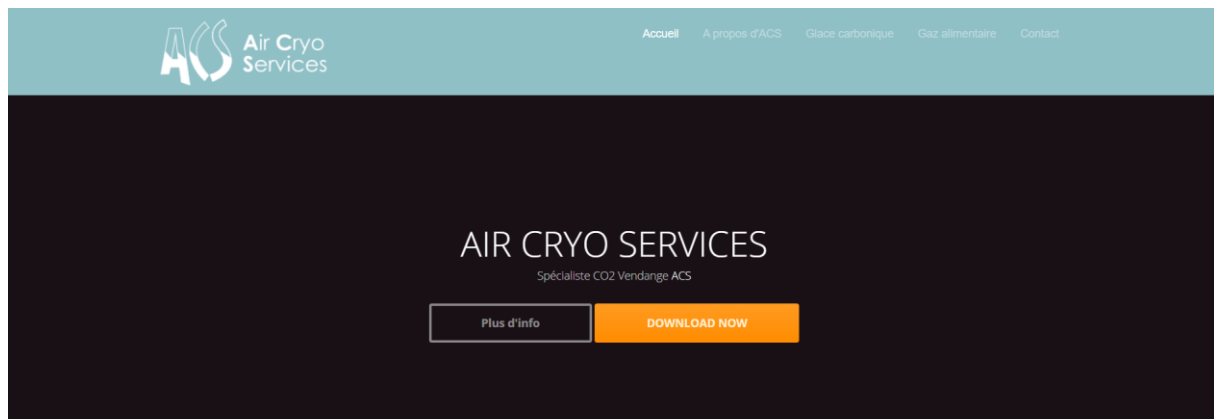 ACS
Air Cryo
Services
Accueil A propos d'ACS Glace carbonique Gaz alimentaire Contact
AIR CRYO SERVICES
Spécialiste CO2 Vendange ACS
Plus d'info DOWNLOAD NOW